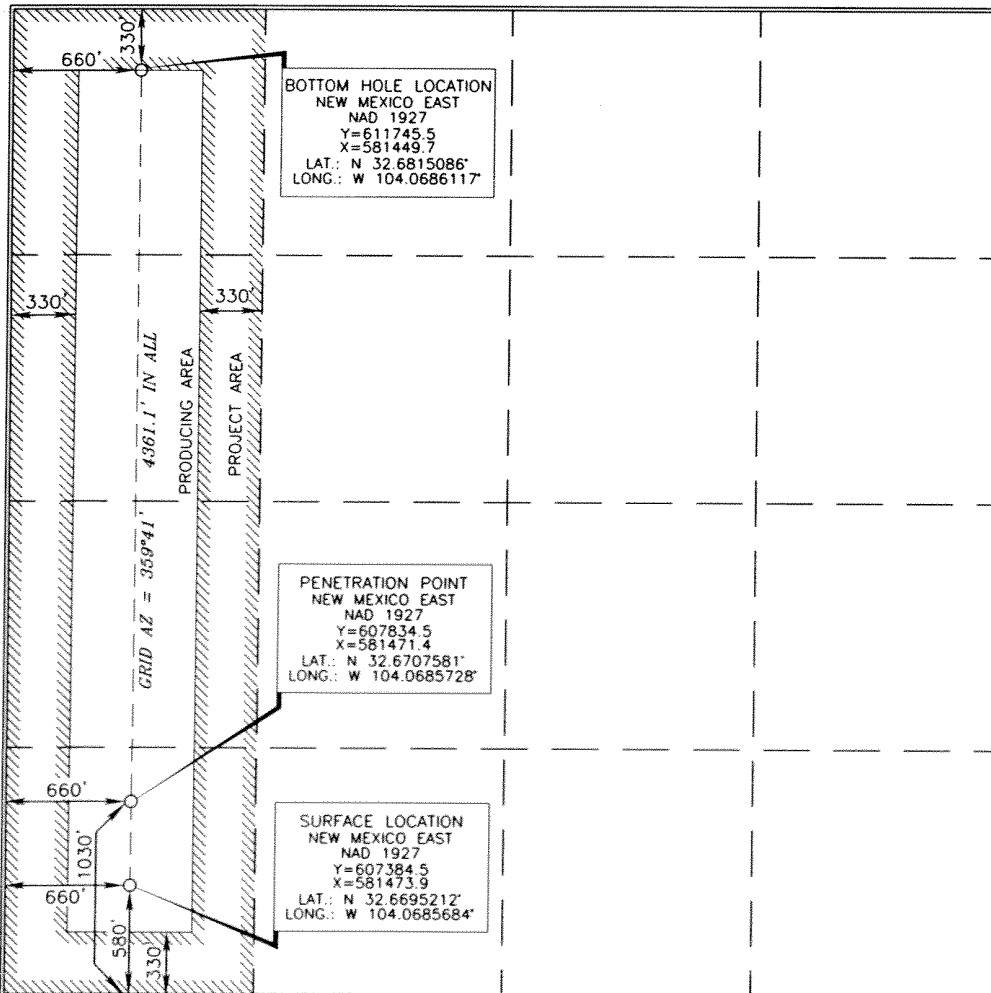 330'
660'
BOTTOM HOLE LOCATION
NEW MEXICO EAST
NAD 1927
Y=611745.5
X=581449.7
LAT.: N 32.6815086°
LONG.: W 104.0686117°
330'
330'
GRID AZ = 359°41' 4361.1' IN ALL
PRODUCING AREA
PROJECT AREA
PENETRATION POINT
NEW MEXICO EAST
NAD 1927
Y=607834.5
X=581471.4
LAT.: N 32.6707581°
LONG.: W 104.0685728°
660'
1030'
SURFACE LOCATION
NEW MEXICO EAST
NAD 1927
Y=607384.5
X=581473.9
LAT.: N 32.6695212°
LONG.: W 104.0685684°
660'
580'
330'